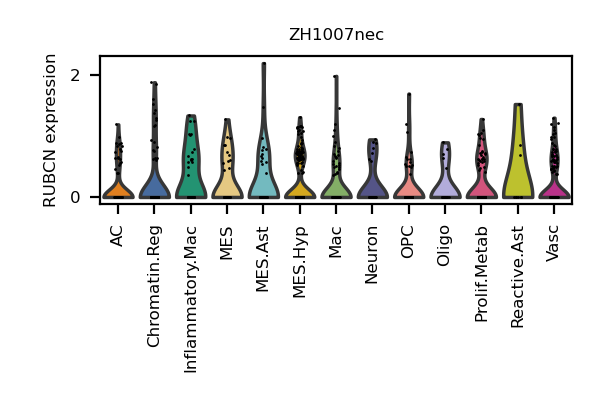 ZH1007nec
RUBCN expression
2
0
AC
Chromatin.Reg
Inflammatory.Mac
MES
MES.Ast
MES.Hyp
Mac
Neuron
OPC
Oligo
Prolif.Metab
Reactive.Ast
Vasc